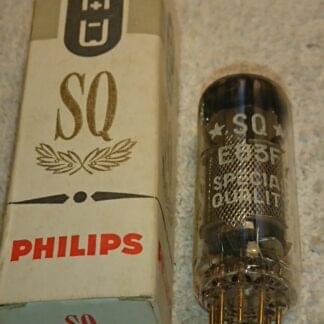 SQ
PHILIPS
SQ
SQ
E83F
SPECIAL
QUALITY